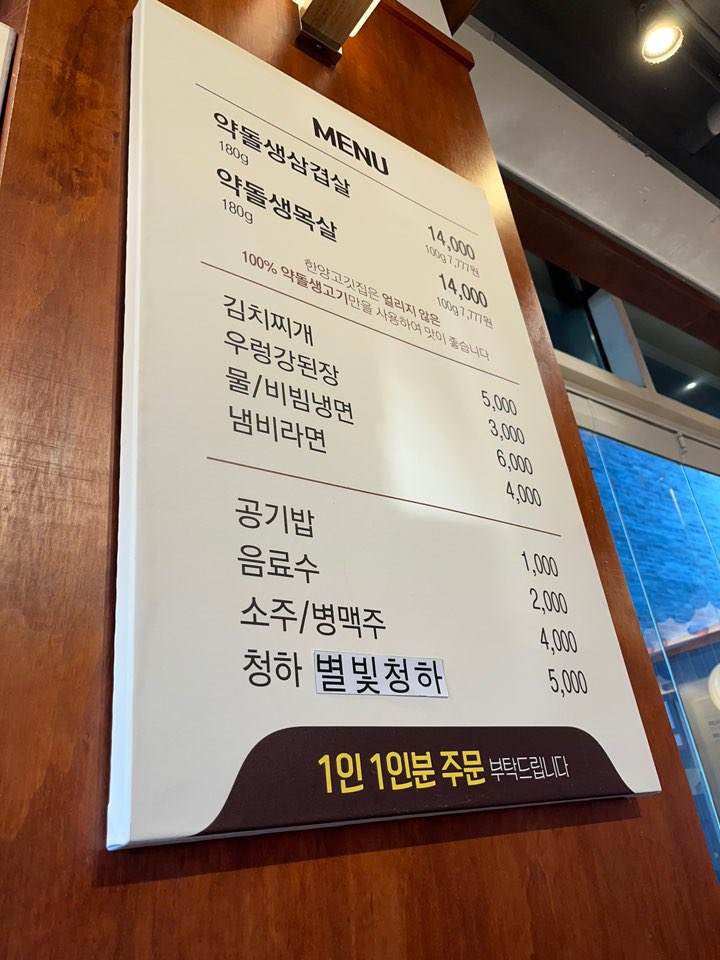 MENU
약돌생삼겹살
180g
14,000
100g 7,777원
약돌생목살
180g
14,000
100g 7,777원
한양고깃집은 얼리지 않은
100% 약돌생고기만을 사용하여 맛이 좋습니다
김치찌개 5,000
우렁강된장 3,000
물/비빔냉면 6,000
냄비라면 4,000
공기밥 1,000
음료수 2,000
소주/병맥주 4,000
청하 별빛청하 5,000
1인 1인분 주문 부탁드립니다